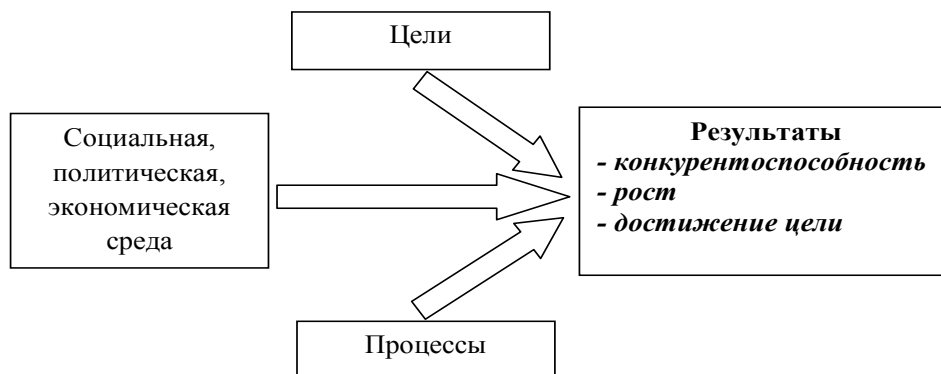 Цели
Социальная,
политическая,
экономическая
среда
Результаты
- конкурентоспособность
- рост
- достижение цели
Процессы